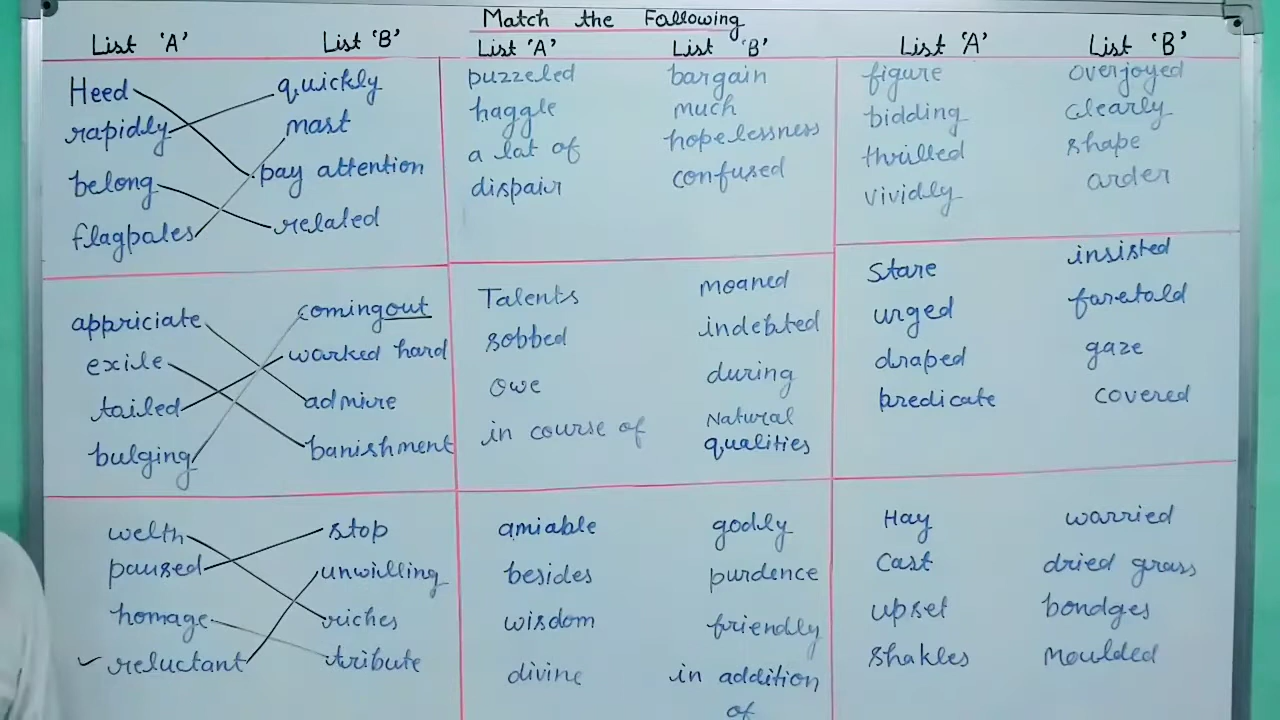 Match the Following
List 'A' List 'B'
Heed quickly
rapidly mast
belong pay attention
flagpoles related
appriciate coming out
exile worked hard
toiled admire
bulging banishment
welth stop
paused unwilling
homage riches
reluctant tribute
List 'A' List 'B'
puzzeled bargain
haggle much
a lot of hopelessness
dispair confused
Talents moaned
sobbed indebted
owe during
in course of Natural
qualities
amiable godly
besides purdence
wisdom friendly
divine in addition
of
List 'A' List 'B'
figure overjoyed
bidding clearly
thrilled shape
vividly order
Stare insisted
urged foretold
draped gaze
predicate covered
Hay worried
Cast dried grass
upset bondges
Shakles Moulded